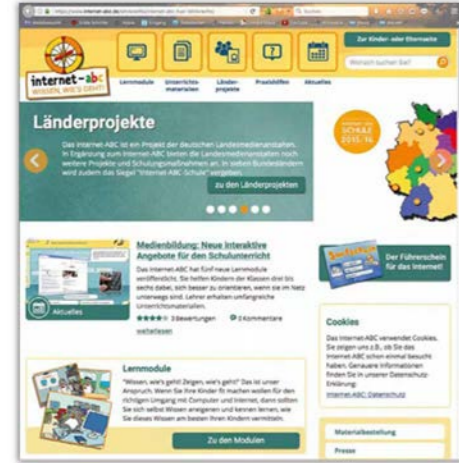 internet-abc
WISSEN, WIE'S GEHT!
Lernmodule
Unterrichts-
materialien
Länder-
projekte
Praxishilfen
Aktuelles
Zur Kinder- oder Elternseite
Wonach suchen Sie?
Länderprojekte
Das Internet-ABC ist ein Projekt der deutschen Landesmedienanstalten.
In Ergänzung zum Internet-ABC bieten die Landesmedienanstalten noch
weitere Projekte und Schulungsmaßnahmen an. In sieben Bundesländern
wird zudem das Siegel "Internet-ABC-Schule" vergeben.
zu den Länderprojekten
SCHULE
2015/16
Medienbildung: Neue interaktive
Angebote für den Schulunterricht
Das Internet-ABC hat fünf neue Lernmodule
veröffentlicht. Sie helfen Kindern der Klassen drei bis
sechs dabei, sich besser zu orientieren, wenn sie im Netz
unterwegs sind. Lehrer erhalten umfangreiche
Unterrichtsmaterialien.
3 Bewertungen
0 Kommentare
weiterlesen
Aktuelles
Der Führerschein
für das Internet!
Cookies
Das Internet-ABC verwendet Cookies.
Sie zeigen uns z.B., ob Sie das
Internet-ABC schon einmal besucht
haben. Genauere Informationen
finden Sie in unserer Datenschutz-
Erklärung:
Internet-ABC: Datenschutz
Lernmodule
"Wissen, wie's geht! Zeigen, wie's geht!" Das ist unser
Anspruch. Wenn Sie Ihre Kinder fit machen wollen für den
richtigen Umgang mit Computer und Internet, dann sollten
Sie sich selbst Wissen aneignen und kennen lernen, wie
Sie dieses Wissen am besten Ihren Kindern vermitteln.
Zu den Modulen
Materialbestellung
Presse